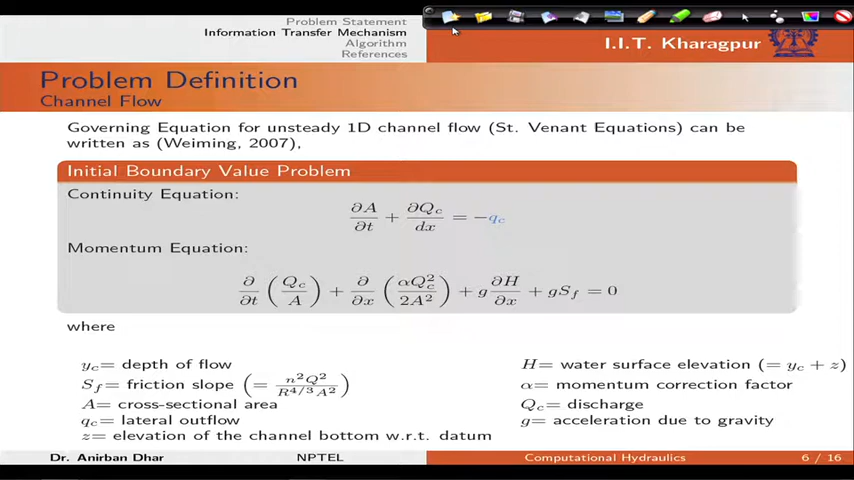 Problem Statement
Information Transfer Mechanism
Algorithm
References
I.I.T. Kharagpur
Problem Definition
Channel Flow
Governing Equation for unsteady 1D channel flow (St. Venant Equations) can be
written as (Weiming, 2007),
Initial Boundary Value Problem
Continuity Equation:
∂A/∂t + ∂Q_c/dx = −q_c
Momentum Equation:
∂/∂t (Q_c/A) + ∂/∂x (αQ_c^2/2A^2) + g ∂H/∂x + gS_f = 0
where
y_c= depth of flow
S_f= friction slope (= n^2Q^2/R^{4/3}A^2)
A= cross-sectional area
q_c= lateral outflow
z= elevation of the channel bottom w.r.t. datum
H= water surface elevation (= y_c + z)
α= momentum correction factor
Q_c= discharge
g= acceleration due to gravity
Dr. Anirban Dhar
NPTEL
Computational Hydraulics
6 / 16